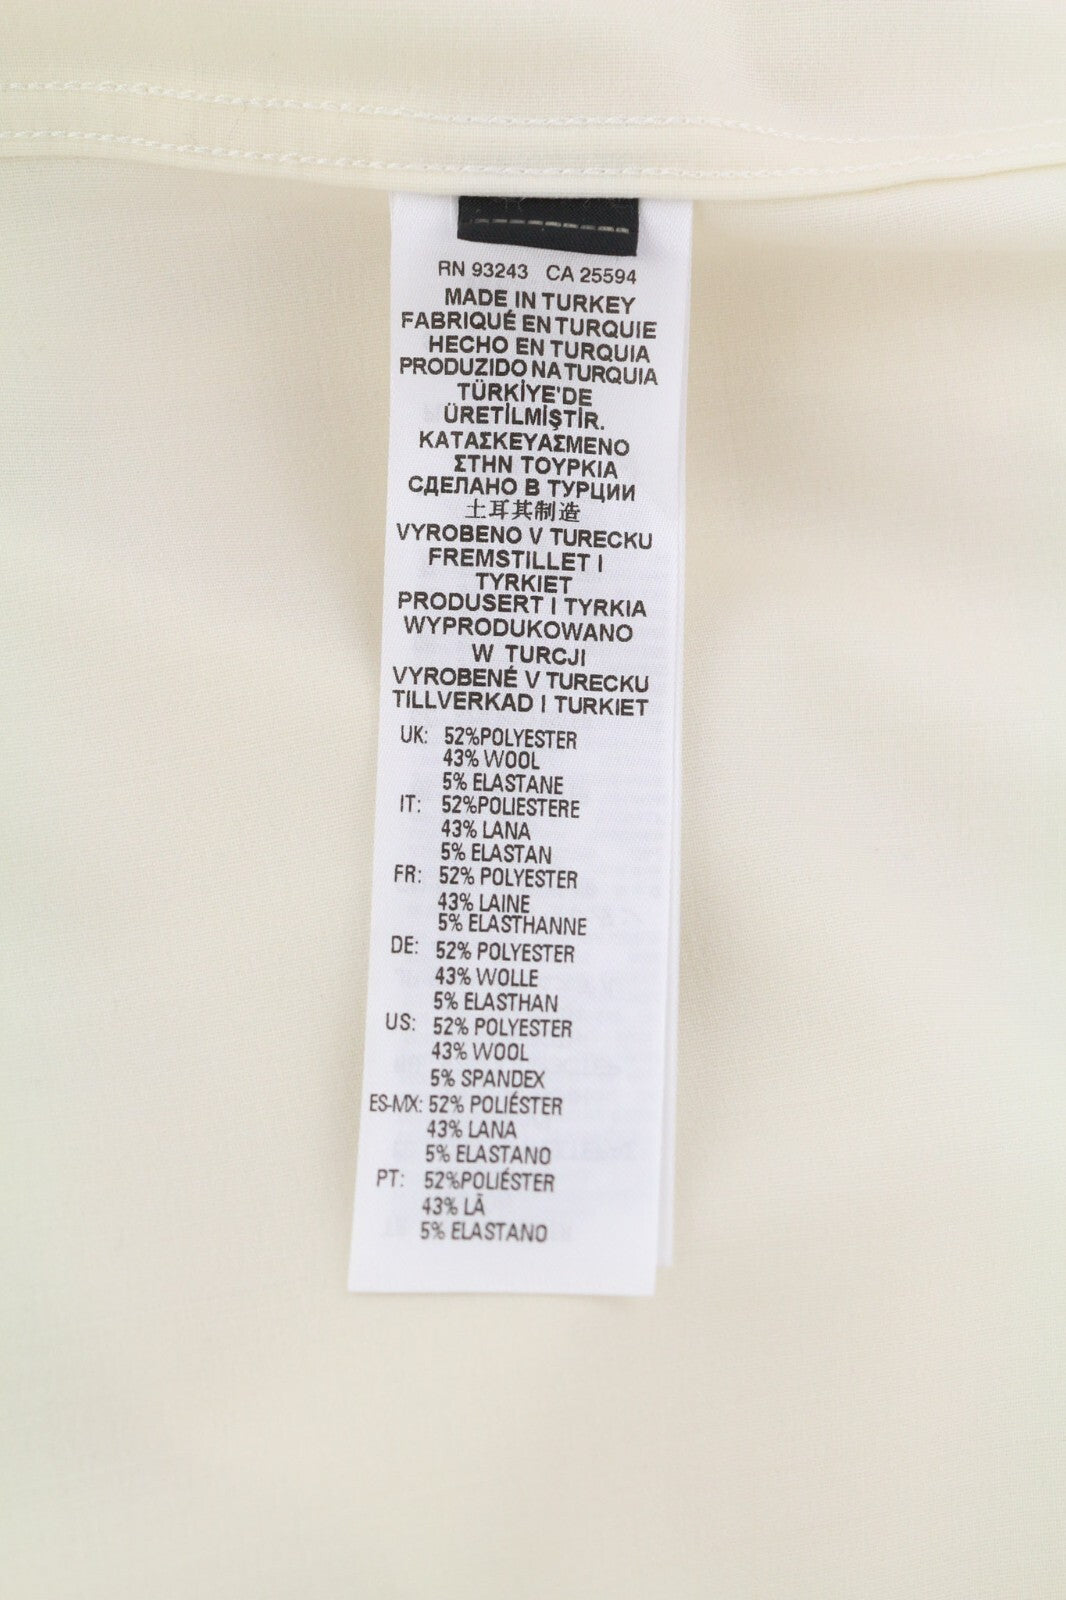 RN 93243 CA 25594
MADE IN TURKEY
FABRIQUÉ EN TURQUIE
HECHO EN TURQUIA
PRODUZIDO NA TURQUIA
TÜRKİYE'DE
ÜRETİLMİŞTİR.
ΚΑΤΑΣΚΕΥΑΣΜΕΝΟ
ΣΤΗΝ ΤΟΥΡΚΙΑ
СДЕЛАНО В ТУРЦИИ
土耳其制造
VYROBENO V TURECKU
FREMSTILLET I
TYRKIET
PRODUSERT I TYRKIA
WYPRODUKOWANO
W TURCJI
VYROBENÉ V TURECKU
TILLVERKAD I TURKIET
UK: 52%POLYESTER
43% WOOL
5% ELASTANE
IT: 52%POLIESTERE
43% LANA
5% ELASTAN
FR: 52% POLYESTER
43% LAINE
5% ELASTHANNE
DE: 52% POLYESTER
43% WOLLE
5% ELASTHAN
US: 52% POLYESTER
43% WOOL
5% SPANDEX
ES-MX: 52% POLIÉSTER
43% LANA
5% ELASTANO
PT: 52%POLIÉSTER
43% LÃ
5% ELASTANO